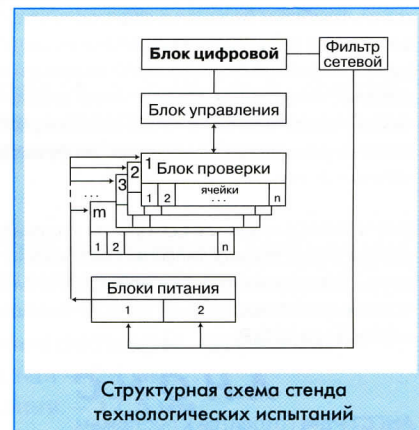 Блок цифровой
Фильтр
сетевой
Блок управления
1 Блок проверки
2
3
...
m
ячейки
1 2 ... n
1 2 n
Блоки питания
1 2
Структурная схема стенда
технологических испытаний